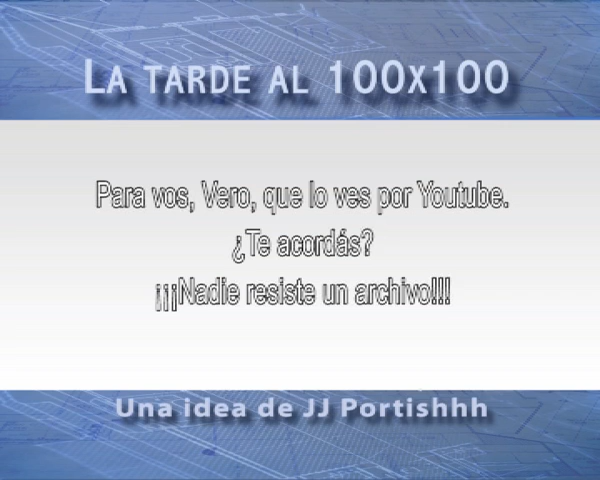 LA TARDE AL 100X100
Para vos, Vero, que lo ves por Youtube.
¿Te acordás?
¡¡¡Nadie resiste un archivo!!!
Una idea de JJ Portishhh